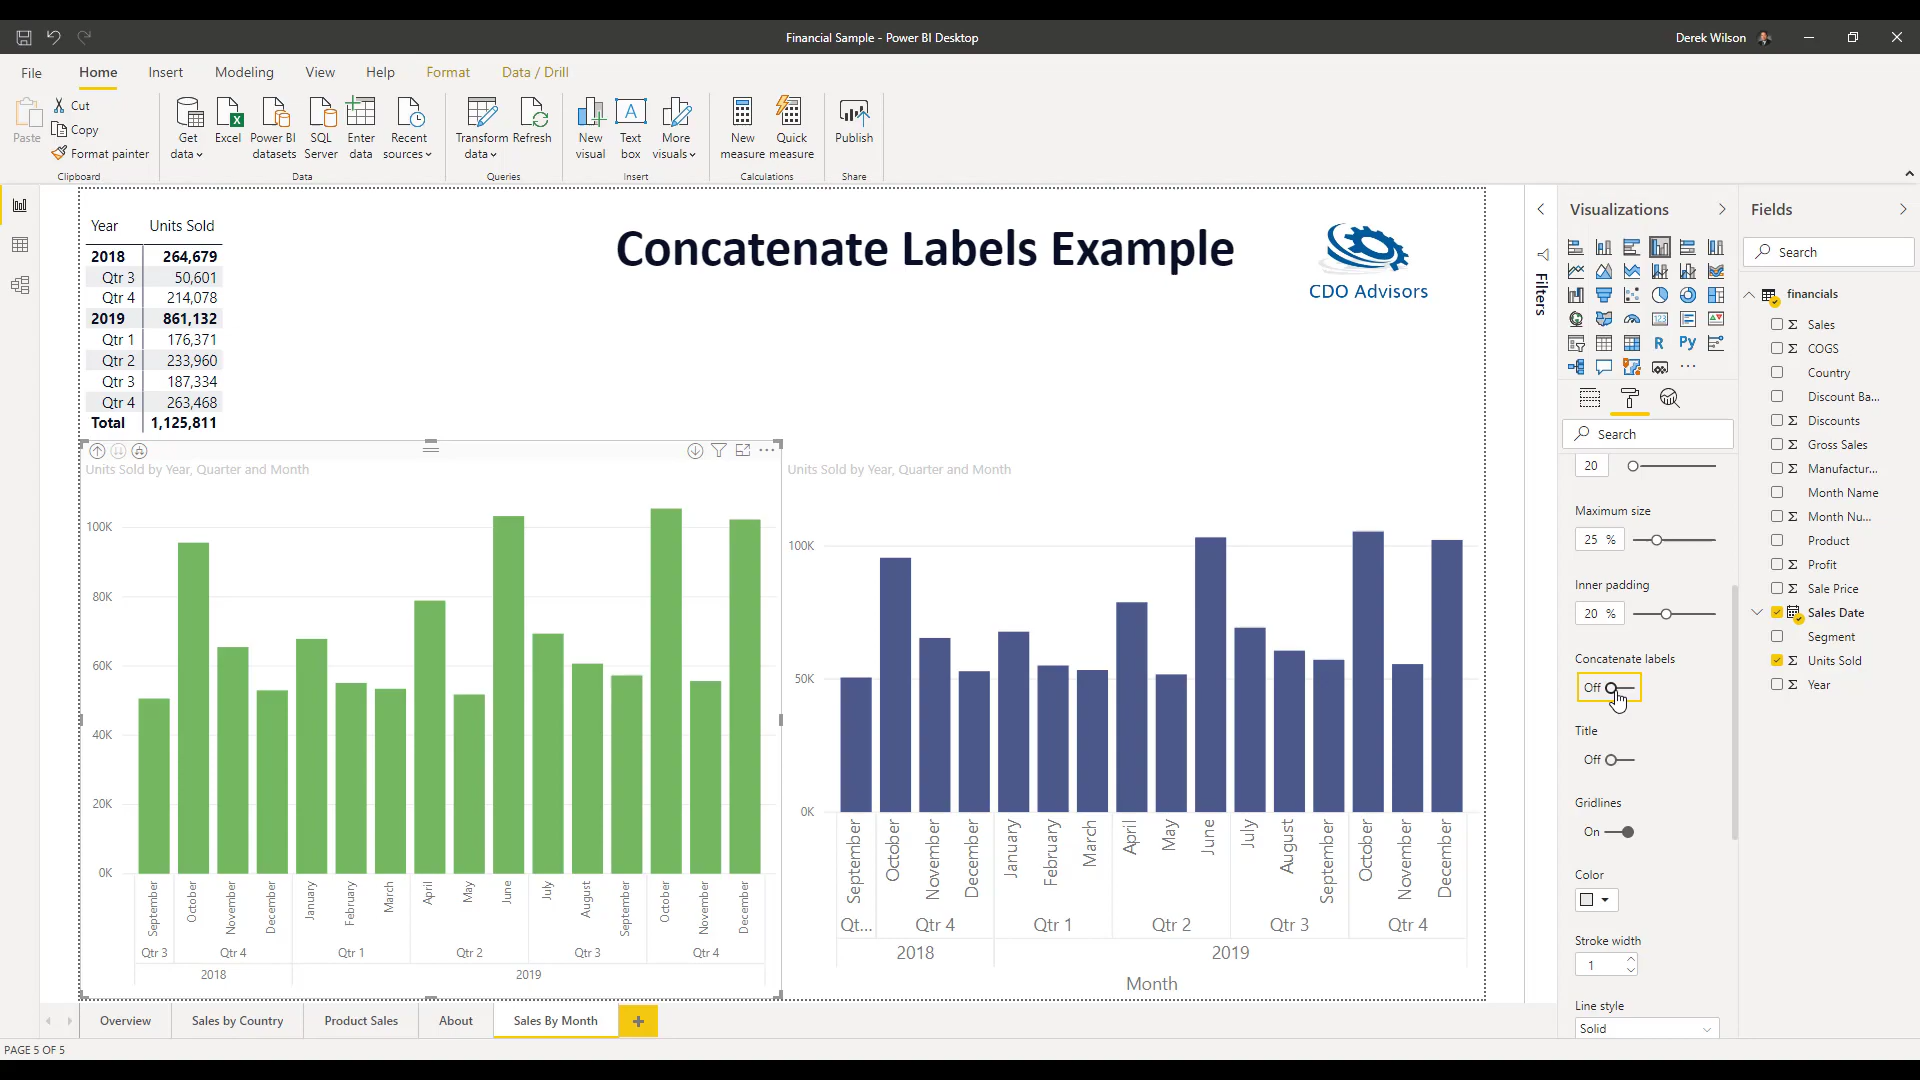 Financial Sample - Power BI Desktop
Derek Wilson
File Home Insert Modeling View Help Format Data / Drill
Paste
Cut
Copy
Format painter
Clipboard
Get data
Excel
Power BI datasets
SQL Server
Enter data
Recent sources
Data
Transform data
Refresh
Queries
New visual
Text box
More visuals
Insert
New measure
Quick measure
Calculations
Publish
Share
Year Units Sold
2018 264,679
Qtr 3 50,601
Qtr 4 214,078
2019 861,132
Qtr 1 176,371
Qtr 2 233,960
Qtr 3 187,334
Qtr 4 263,468
Total 1,125,811
Concatenate Labels Example
CDO Advisors
Units Sold by Year, Quarter and Month
100K
80K
60K
40K
20K
0K
September October November December January February March April May June July August September October November December
Qtr 3 Qtr 4 Qtr 1 Qtr 2 Qtr 3 Qtr 4
2018 2019
Units Sold by Year, Quarter and Month
100K
50K
0K
September October November December January February March April May June July August September October November December
Qt... Qtr 4 Qtr 1 Qtr 2 Qtr 3 Qtr 4
2018 2019
Month
Filters
Visualizations
R Py
123
Search
20
Maximum size
25 %
Inner padding
20 %
Concatenate labels
Off
Title
Off
Gridlines
On
Color
Stroke width
1
Line style
Solid
Fields
Search
financials
Sales
COGS
Country
Discount Ba...
Discounts
Gross Sales
Manufactur...
Month Name
Month Nu...
Product
Profit
Sale Price
Sales Date
Segment
Units Sold
Year
Overview Sales by Country Product Sales About Sales By Month
PAGE 5 OF 5